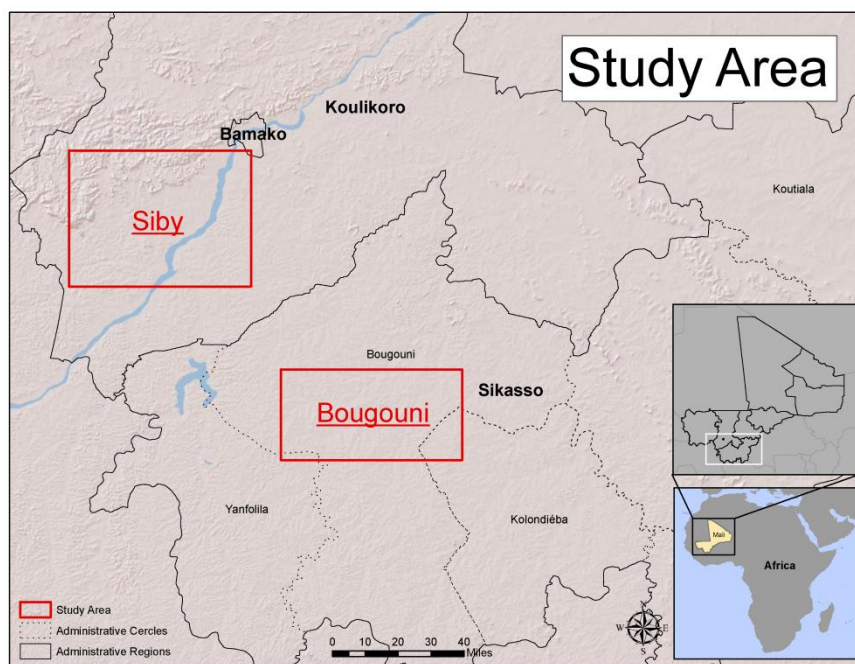 Study Area
Koulikoro
Bamako
Koutiala
Siby
Bougouni
Sikasso
Bougouni
Yanfolila
Kolondiéba
Mali
Africa
N
W E
S
Study Area
Administrative Cercles
Administrative Regions
0 5 10 20 30 40
Miles